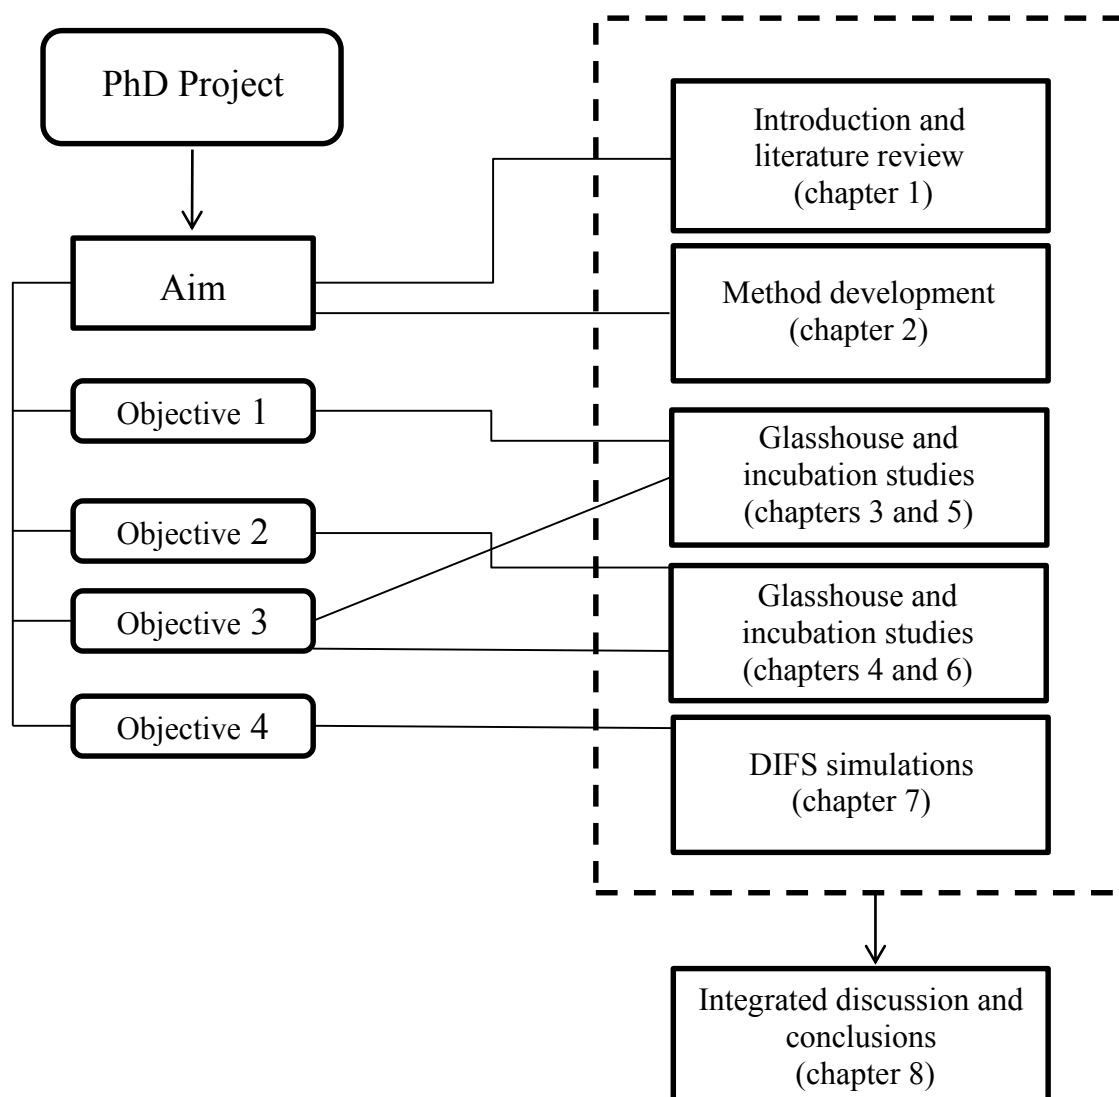 PhD Project
Aim
Objective 1
Objective 2
Objective 3
Objective 4
Introduction and
literature review
(chapter 1)
Method development
(chapter 2)
Glasshouse and
incubation studies
(chapters 3 and 5)
Glasshouse and
incubation studies
(chapters 4 and 6)
DIFS simulations
(chapter 7)
Integrated discussion and
conclusions
(chapter 8)